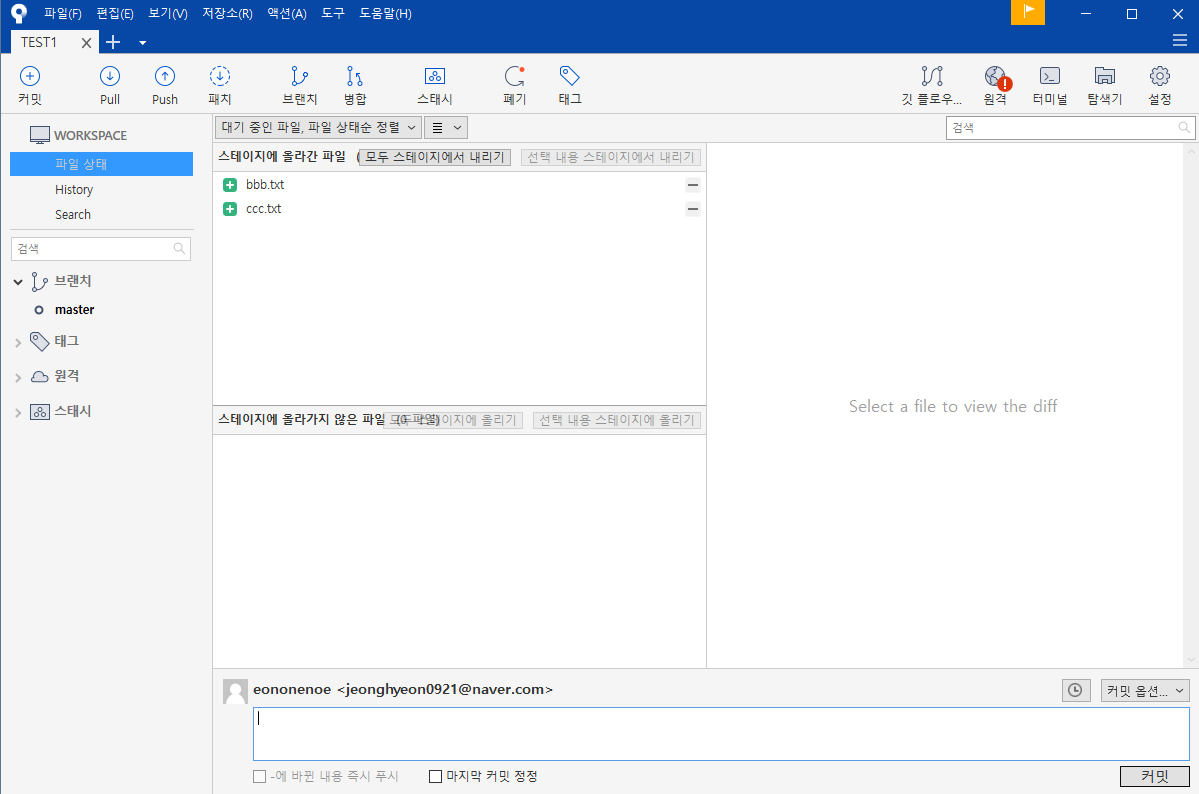 파일(F) 편집(E) 보기(V) 저장소(R) 액션(A) 도구 도움말(H)
TEST1
커밋 Pull Push 패치 브랜치 병합 스태시 폐기 태그 깃 플로우... 원격 터미널 탐색기 설정
WORKSPACE
파일 상태
History
Search
검색
브랜치
master
태그
원격
스태시
대기 중인 파일, 파일 상태순 정렬
검색
스테이지에 올라간 파일 ( 모두 스테이지에서 내리기 선택 내용 스테이지에서 내리기
bbb.txt
ccc.txt
스테이지에 올라가지 않은 파일 스테이지에 올리기 선택 내용 스테이지에 올리기
Select a file to view the diff
eononenoe <jeonghyeon0921@naver.com>
커밋 옵션...
-에 바뀐 내용 즉시 푸시 마지막 커밋 정정
커밋